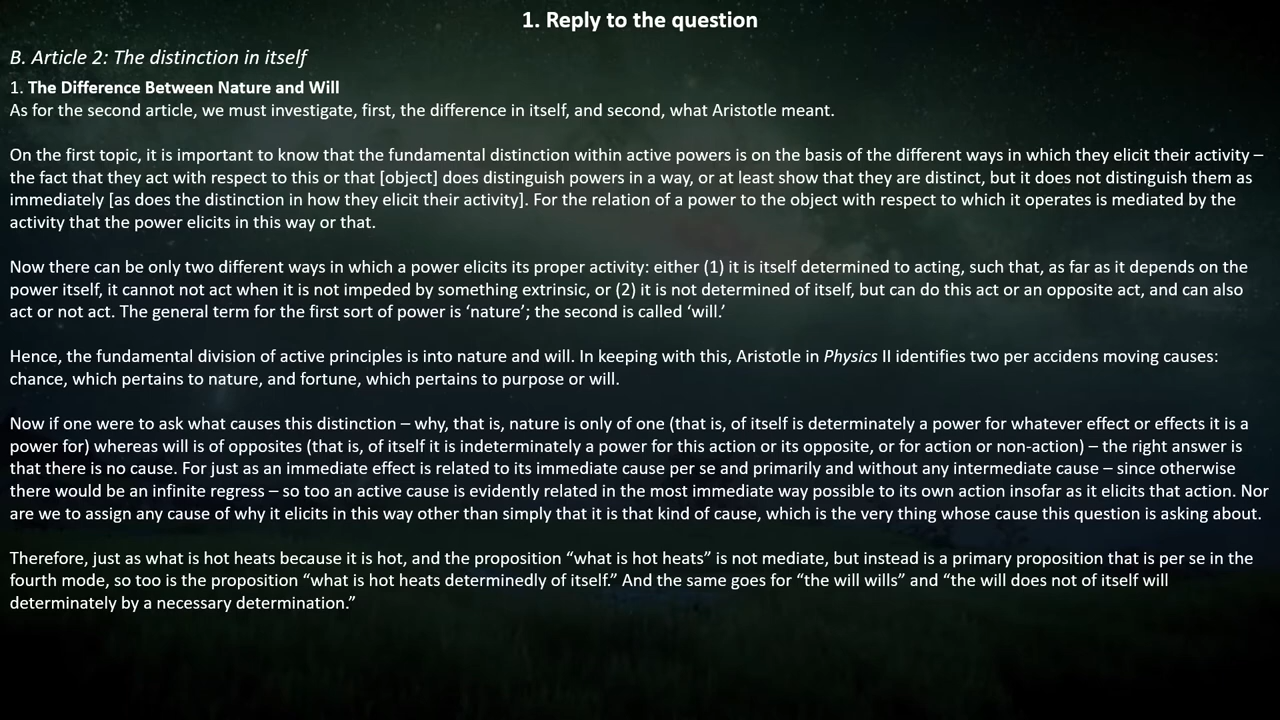 1. Reply to the question
B. Article 2: The distinction in itself
1. The Difference Between Nature and Will
As for the second article, we must investigate, first, the difference in itself, and second, what Aristotle meant.
On the first topic, it is important to know that the fundamental distinction within active powers is on the basis of the different ways in which they elicit their activity –
the fact that they act with respect to this or that [object] does distinguish powers in a way, or at least show that they are distinct, but it does not distinguish them as
immediately [as does the distinction in how they elicit their activity]. For the relation of a power to the object with respect to which it operates is mediated by the
activity that the power elicits in this way or that.
Now there can be only two different ways in which a power elicits its proper activity: either (1) it is itself determined to acting, such that, as far as it depends on the
power itself, it cannot not act when it is not impeded by something extrinsic, or (2) it is not determined of itself, but can do this act or an opposite act, and can also
act or not act. The general term for the first sort of power is ‘nature’; the second is called ‘will.’
Hence, the fundamental division of active principles is into nature and will. In keeping with this, Aristotle in Physics II identifies two per accidens moving causes:
chance, which pertains to nature, and fortune, which pertains to purpose or will.
Now if one were to ask what causes this distinction – why, that is, nature is only of one (that is, of itself is determinately a power for whatever effect or effects it is a
power for) whereas will is of opposites (that is, of itself it is indeterminately a power for this action or its opposite, or for action or non-action) – the right answer is
that there is no cause. For just as an immediate effect is related to its immediate cause per se and primarily and without any intermediate cause – since otherwise
there would be an infinite regress – so too an active cause is evidently related in the most immediate way possible to its own action insofar as it elicits that action. Nor
are we to assign any cause of why it elicits in this way other than simply that it is that kind of cause, which is the very thing whose cause this question is asking about.
Therefore, just as what is hot heats because it is hot, and the proposition “what is hot heats” is not mediate, but instead is a primary proposition that is per se in the
fourth mode, so too is the proposition “what is hot heats determinedly of itself.” And the same goes for “the will wills” and “the will does not of itself will
determinately by a necessary determination.”